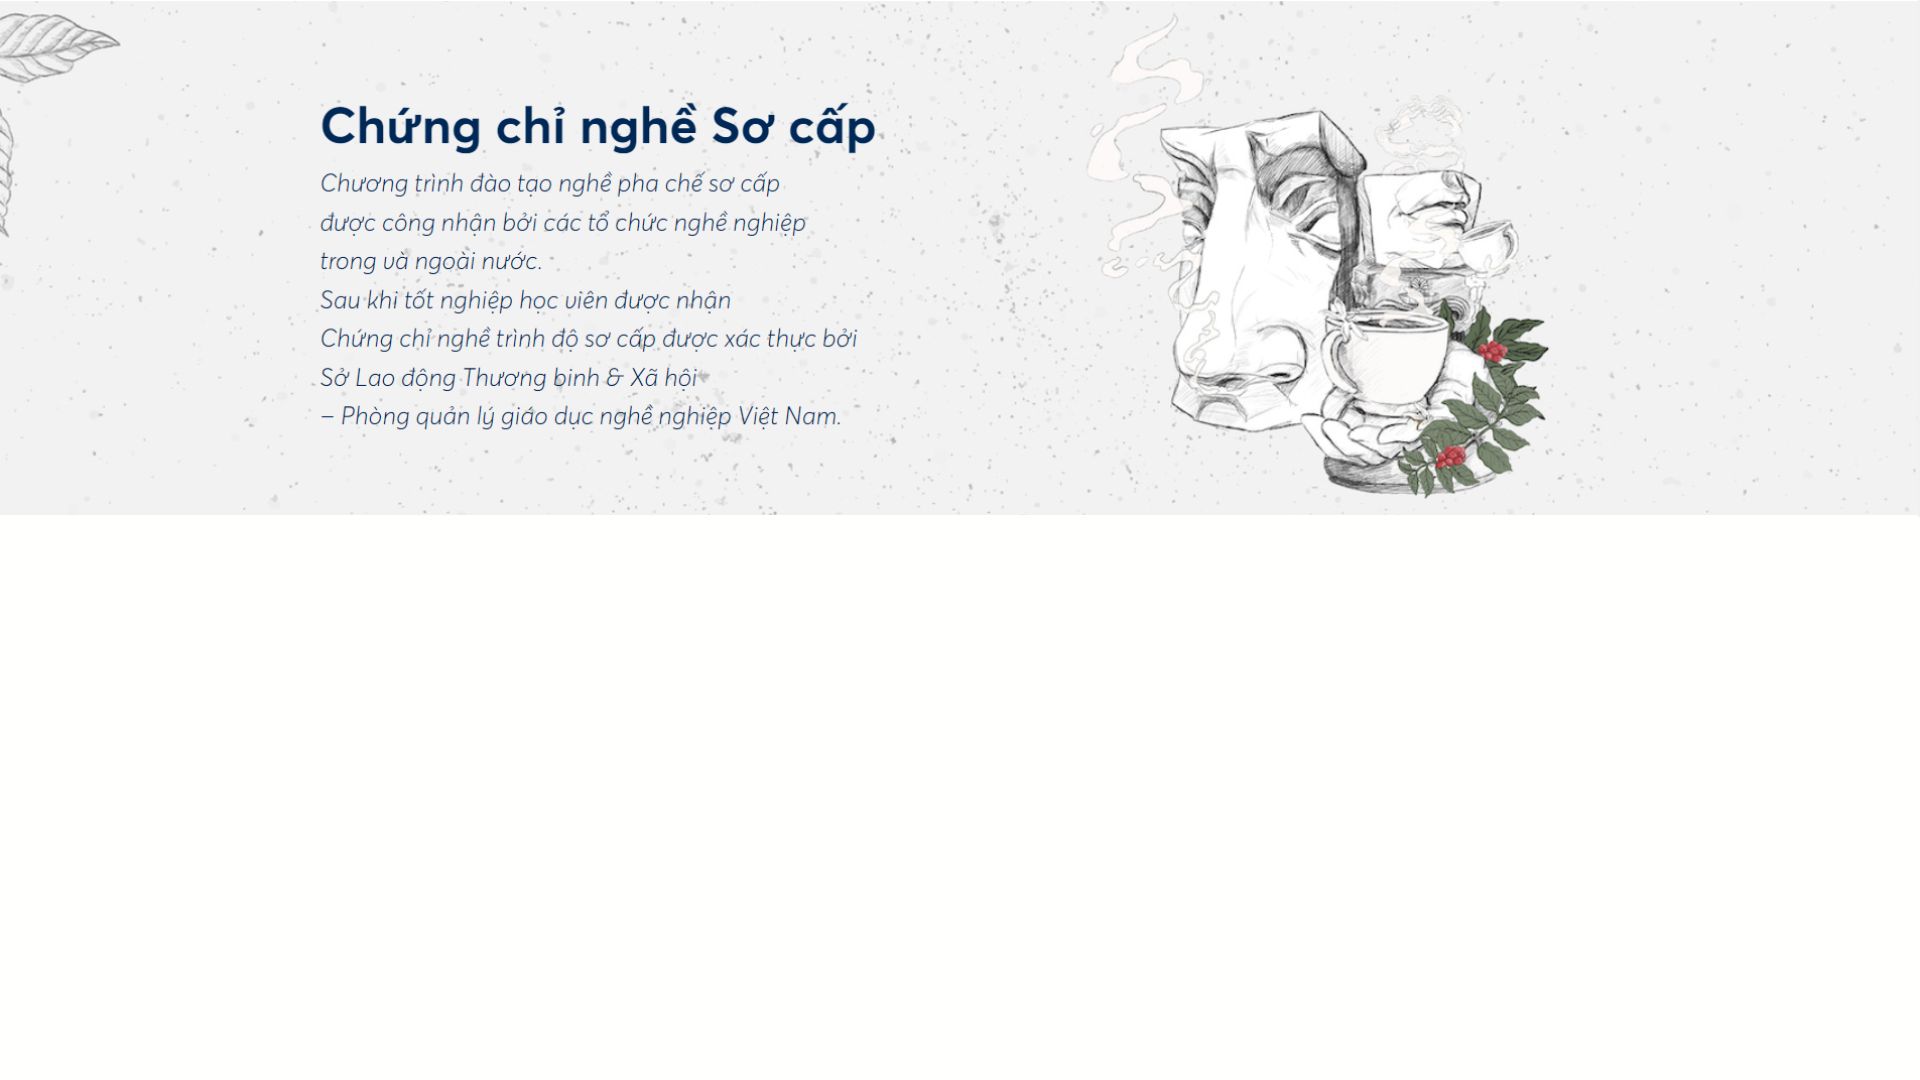 Chứng chỉ nghề Sơ cấp
Chương trình đào tạo nghề pha chế sơ cấp
được công nhận bởi các tổ chức nghề nghiệp
trong và ngoài nước.
Sau khi tốt nghiệp học viên được nhận
Chứng chỉ nghề trình độ sơ cấp được xác thực bởi
Sở Lao động Thương binh & Xã hội
– Phòng quản lý giáo dục nghề nghiệp Việt Nam.